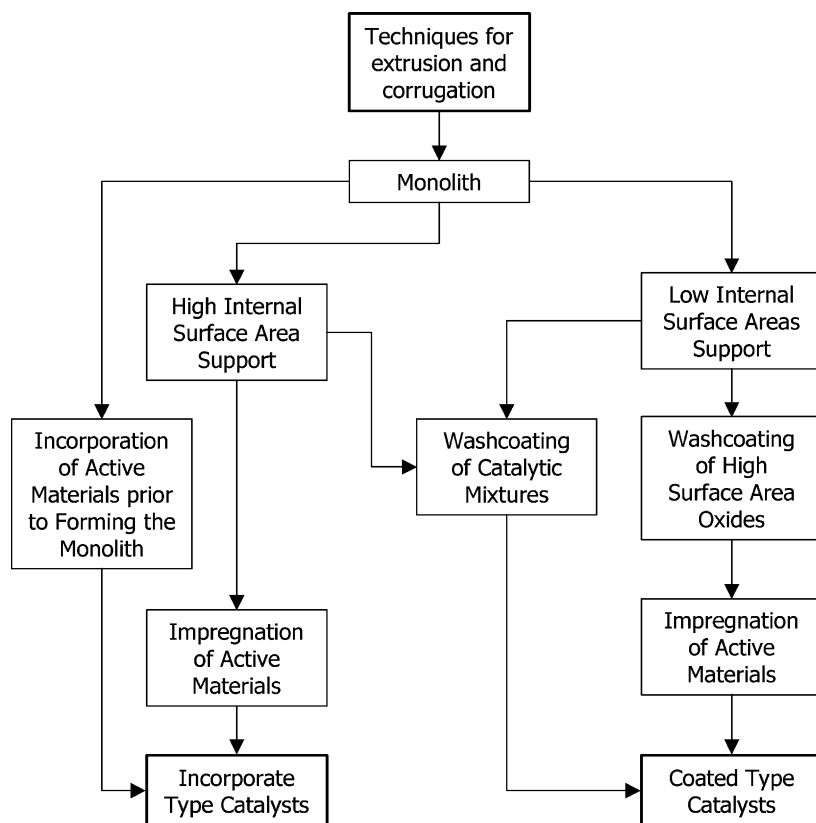 Techniques for
extrusion and
corrugation
Monolith
High Internal
Surface Area
Support
Low Internal
Surface Areas
Support
Incorporation
of Active
Materials prior
to Forming the
Monolith
Washcoating
of Catalytic
Mixtures
Washcoating
of High
Surface Area
Oxides
Impregnation
of Active
Materials
Impregnation
of Active
Materials
Incorporate
Type Catalysts
Coated Type
Catalysts